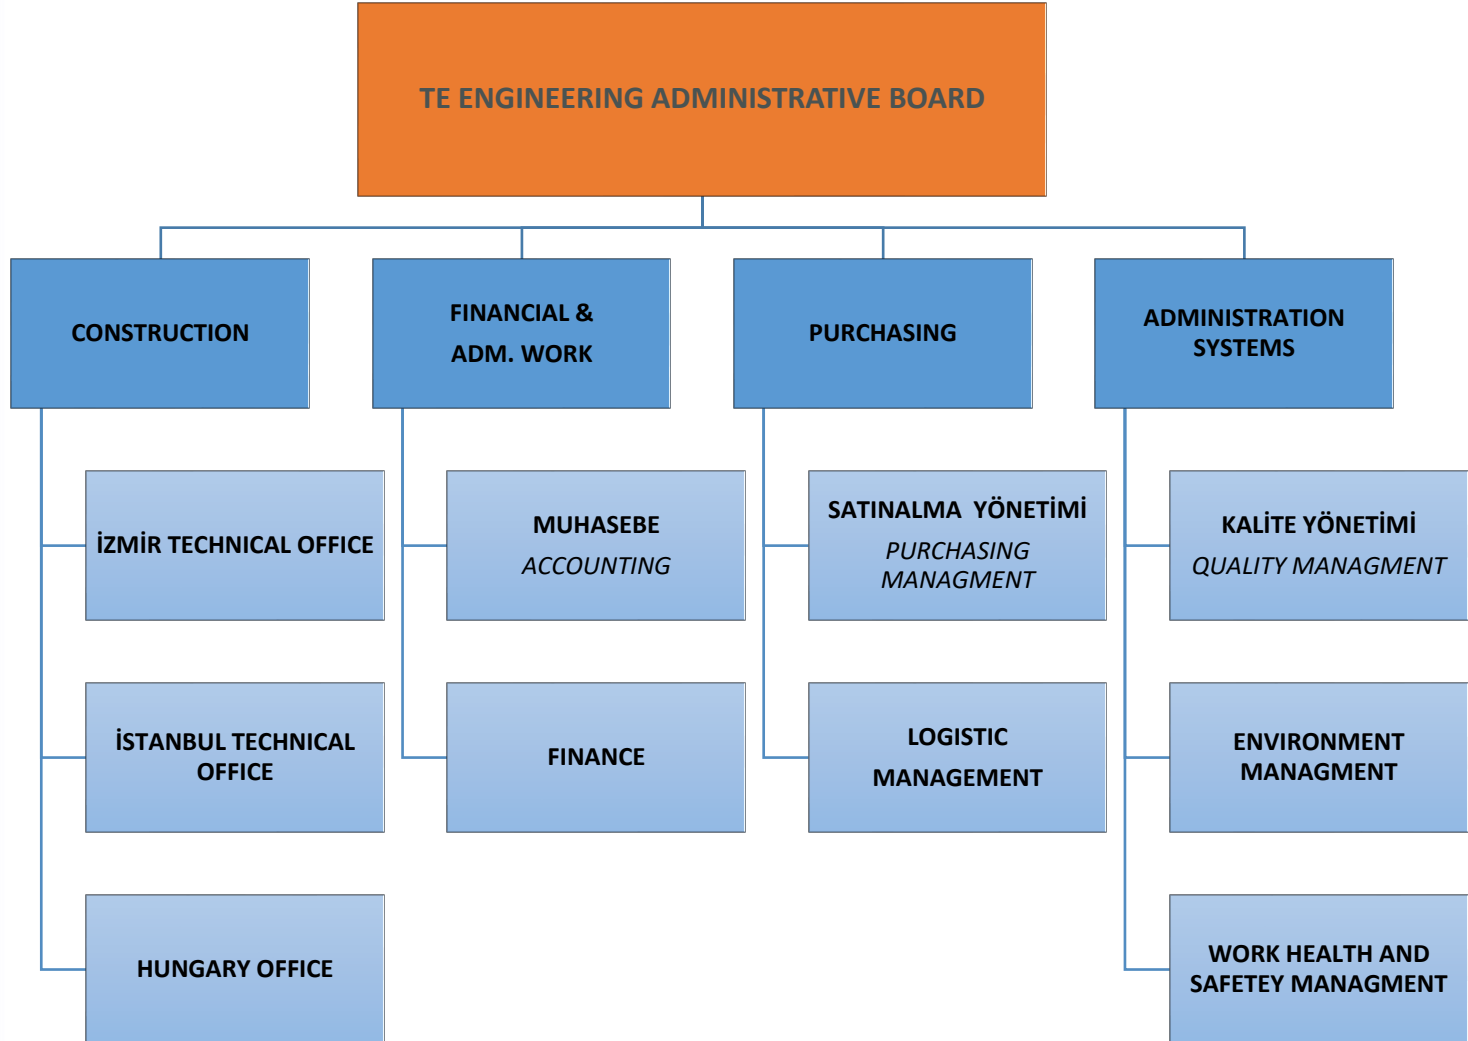 TE ENGINEERING ADMINISTRATIVE BOARD
CONSTRUCTION
FINANCIAL &
ADM. WORK
PURCHASING
ADMINISTRATION
SYSTEMS
İZMİR TECHNICAL OFFICE
MUHASEBE
ACCOUNTING
SATINALMA  YÖNETİMİ
PURCHASING
MANAGMENT
KALİTE YÖNETİMİ
QUALITY MANAGMENT
İSTANBUL TECHNICAL
OFFICE
FINANCE
LOGISTIC
MANAGEMENT
ENVIRONMENT
MANAGMENT
HUNGARY OFFICE
WORK HEALTH AND
SAFETEY MANAGMENT